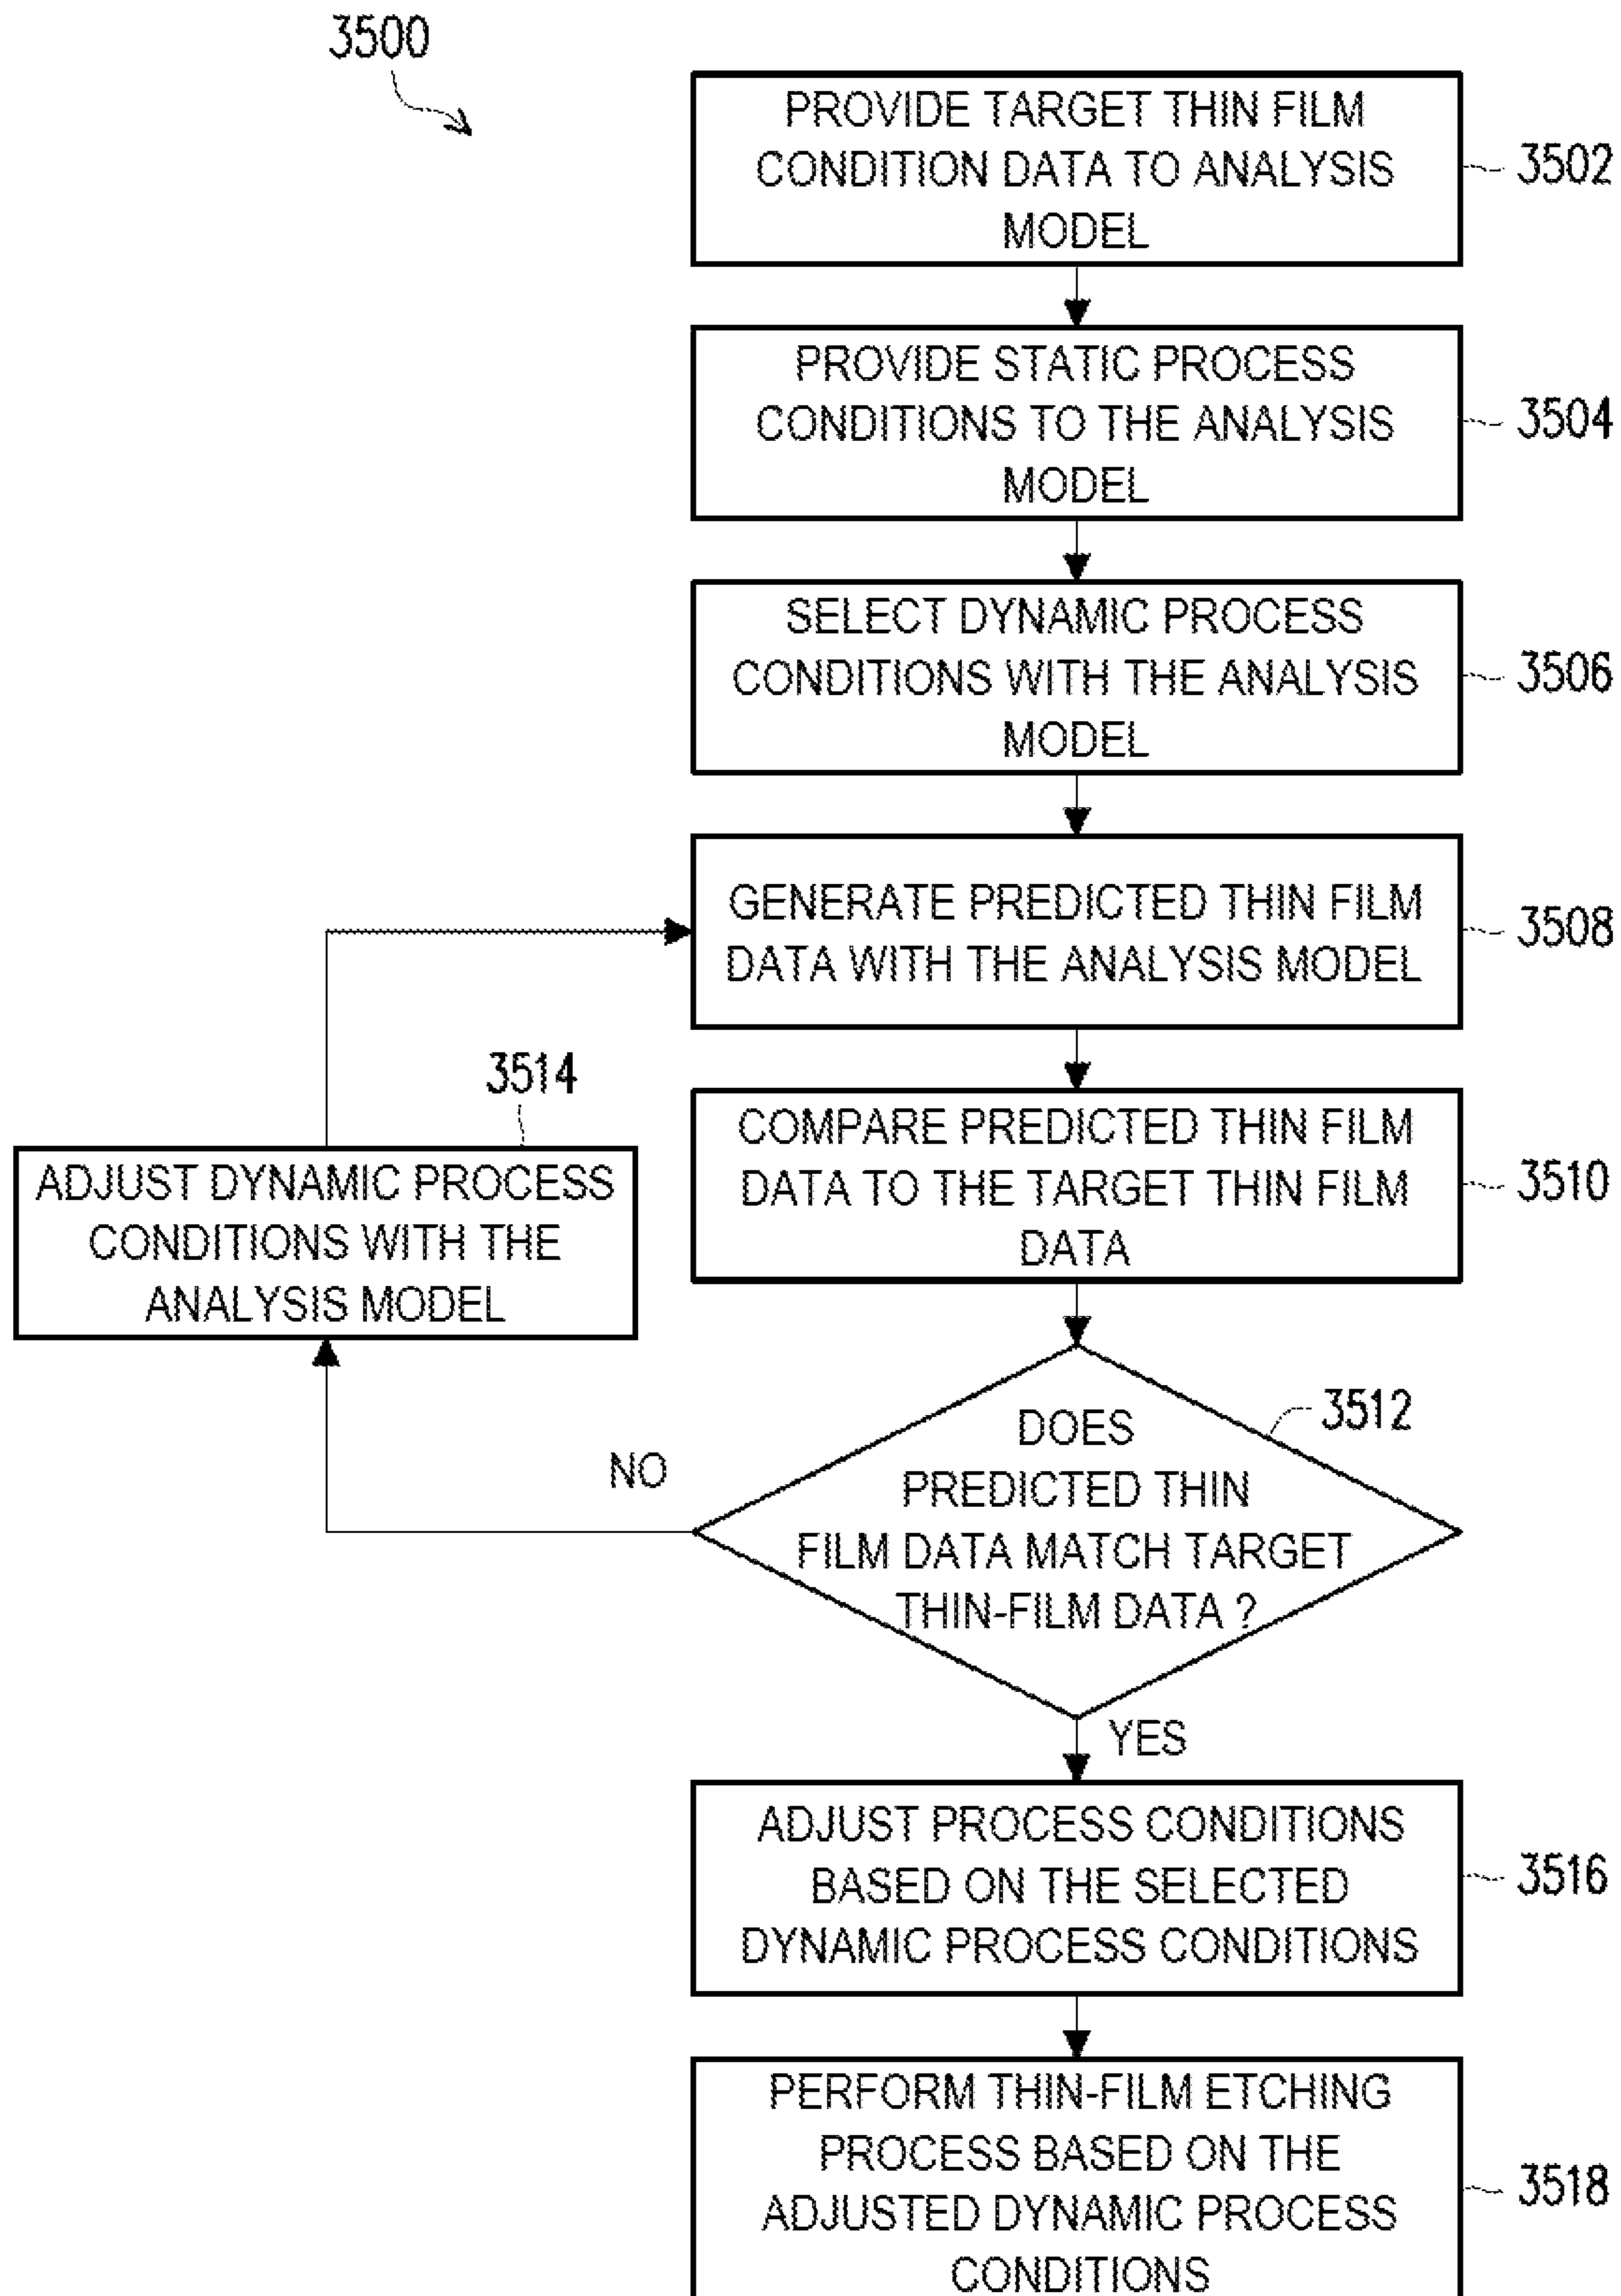 3500
PROVIDE TARGET THIN FILM
CONDITION DATA TO ANALYSIS
MODEL
3502
PROVIDE STATIC PROCESS
CONDITIONS TO THE ANALYSIS
MODEL
3504
SELECT DYNAMIC PROCESS
CONDITIONS WITH THE ANALYSIS
MODEL
3506
GENERATE PREDICTED THIN FILM
DATA WITH THE ANALYSIS MODEL
3508
3514
ADJUST DYNAMIC PROCESS
CONDITIONS WITH THE
ANALYSIS MODEL
COMPARE PREDICTED THIN FILM
DATA TO THE TARGET THIN FILM
DATA
3510
3512
DOES
PREDICTED THIN
FILM DATA MATCH TARGET
THIN-FILM DATA ?
NO
YES
ADJUST PROCESS CONDITIONS
BASED ON THE SELECTED
DYNAMIC PROCESS CONDITIONS
3516
PERFORM THIN-FILM ETCHING
PROCESS BASED ON THE
ADJUSTED DYNAMIC PROCESS
CONDITIONS
3518